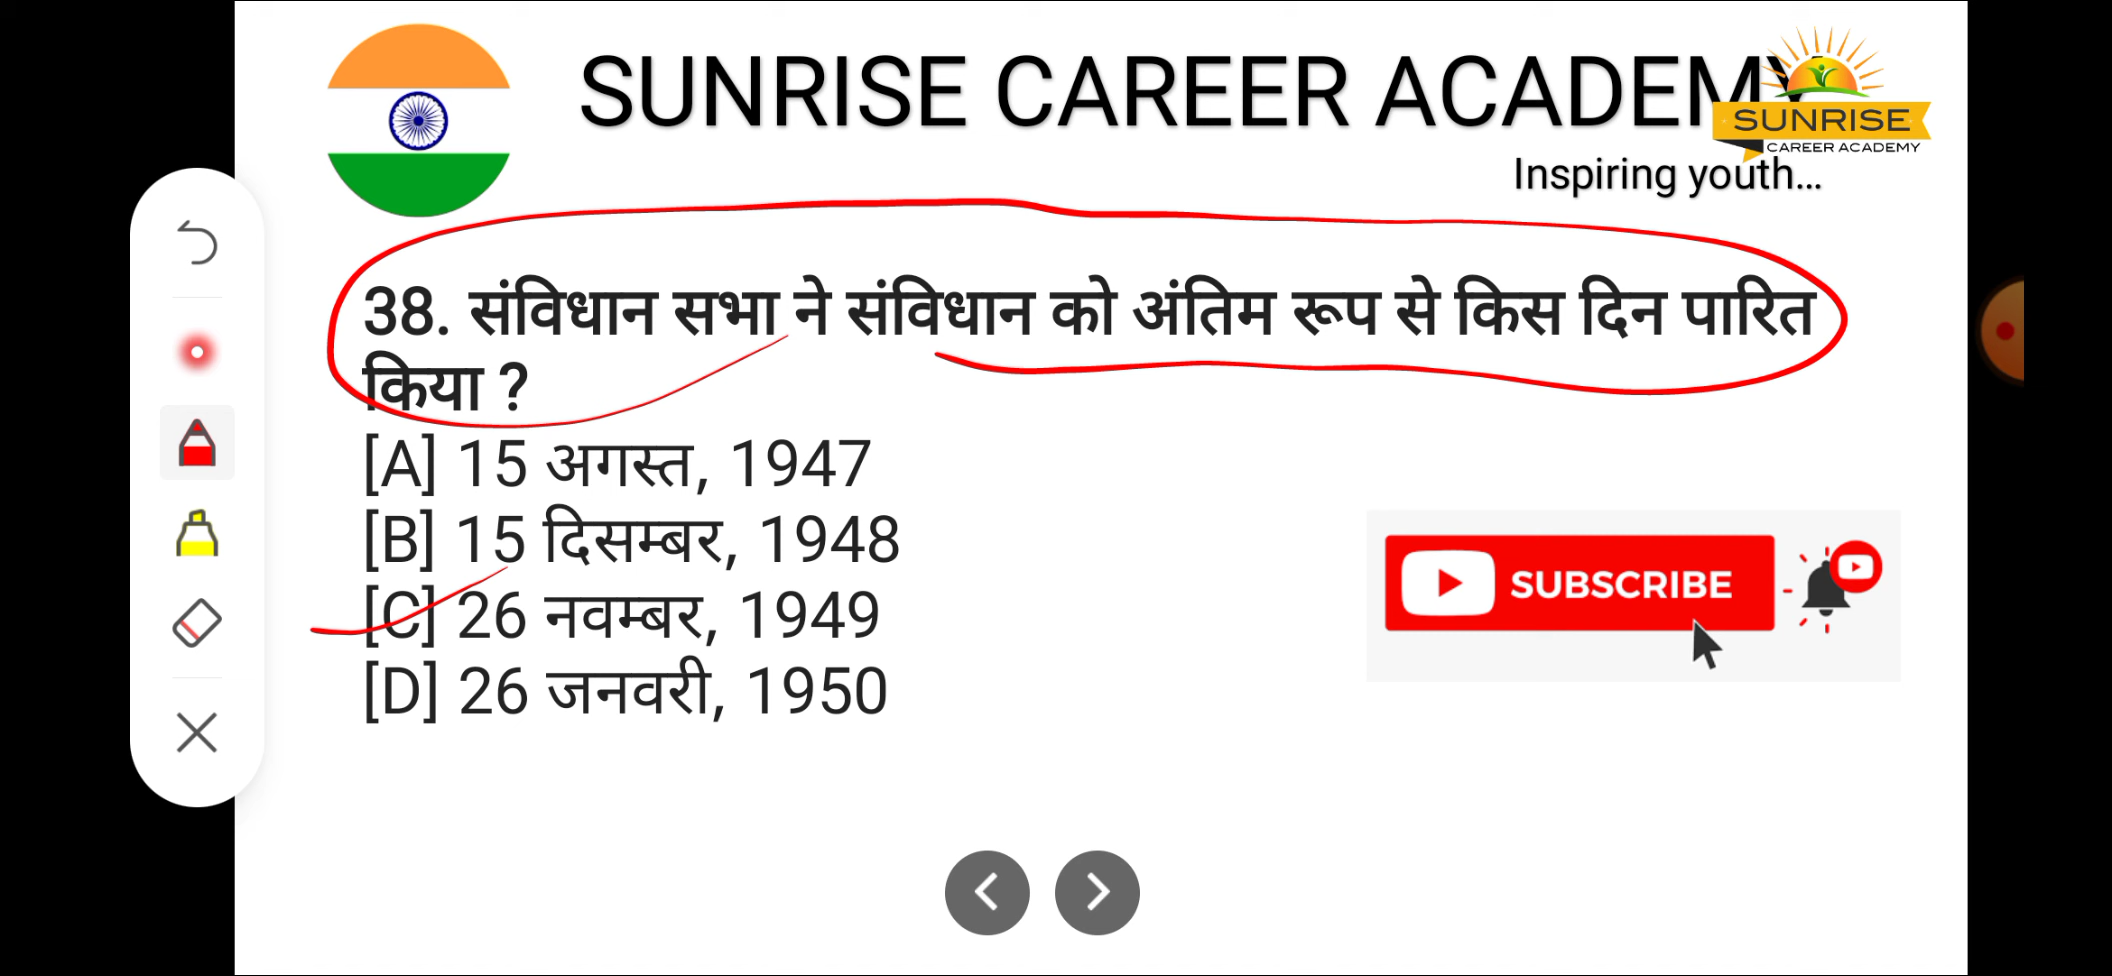 SUNRISE CAREER ACADEMY
SUNRISE
CAREER ACADEMY
Inspiring youth...
38. संविधान सभा ने संविधान को अंतिम रूप से किस दिन पारित
किया ?
[A] 15 अगस्त, 1947
[B] 15 दिसम्बर, 1948
[C] 26 नवम्बर, 1949
[D] 26 जनवरी, 1950
SUBSCRIBE